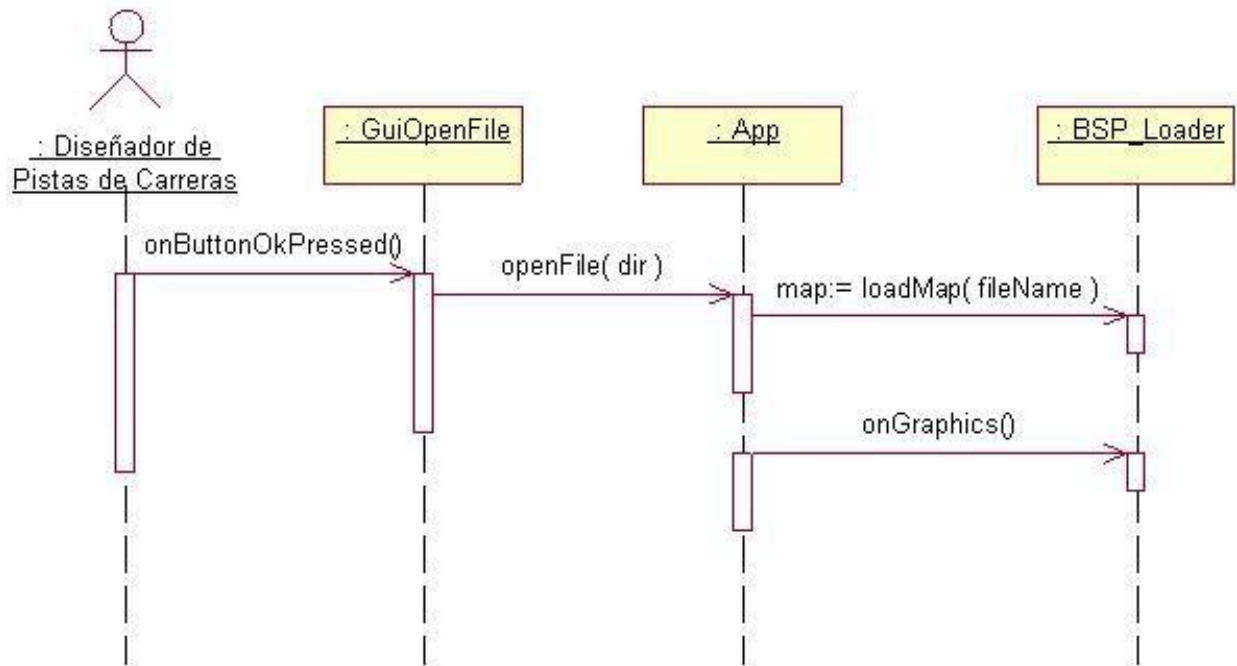 : Diseñador de
Pistas de Carreras
: GuiOpenFile
: App
: BSP_Loader
onButtonOkPressed()
openFile( dir )
map:= loadMap( fileName )
onGraphics()